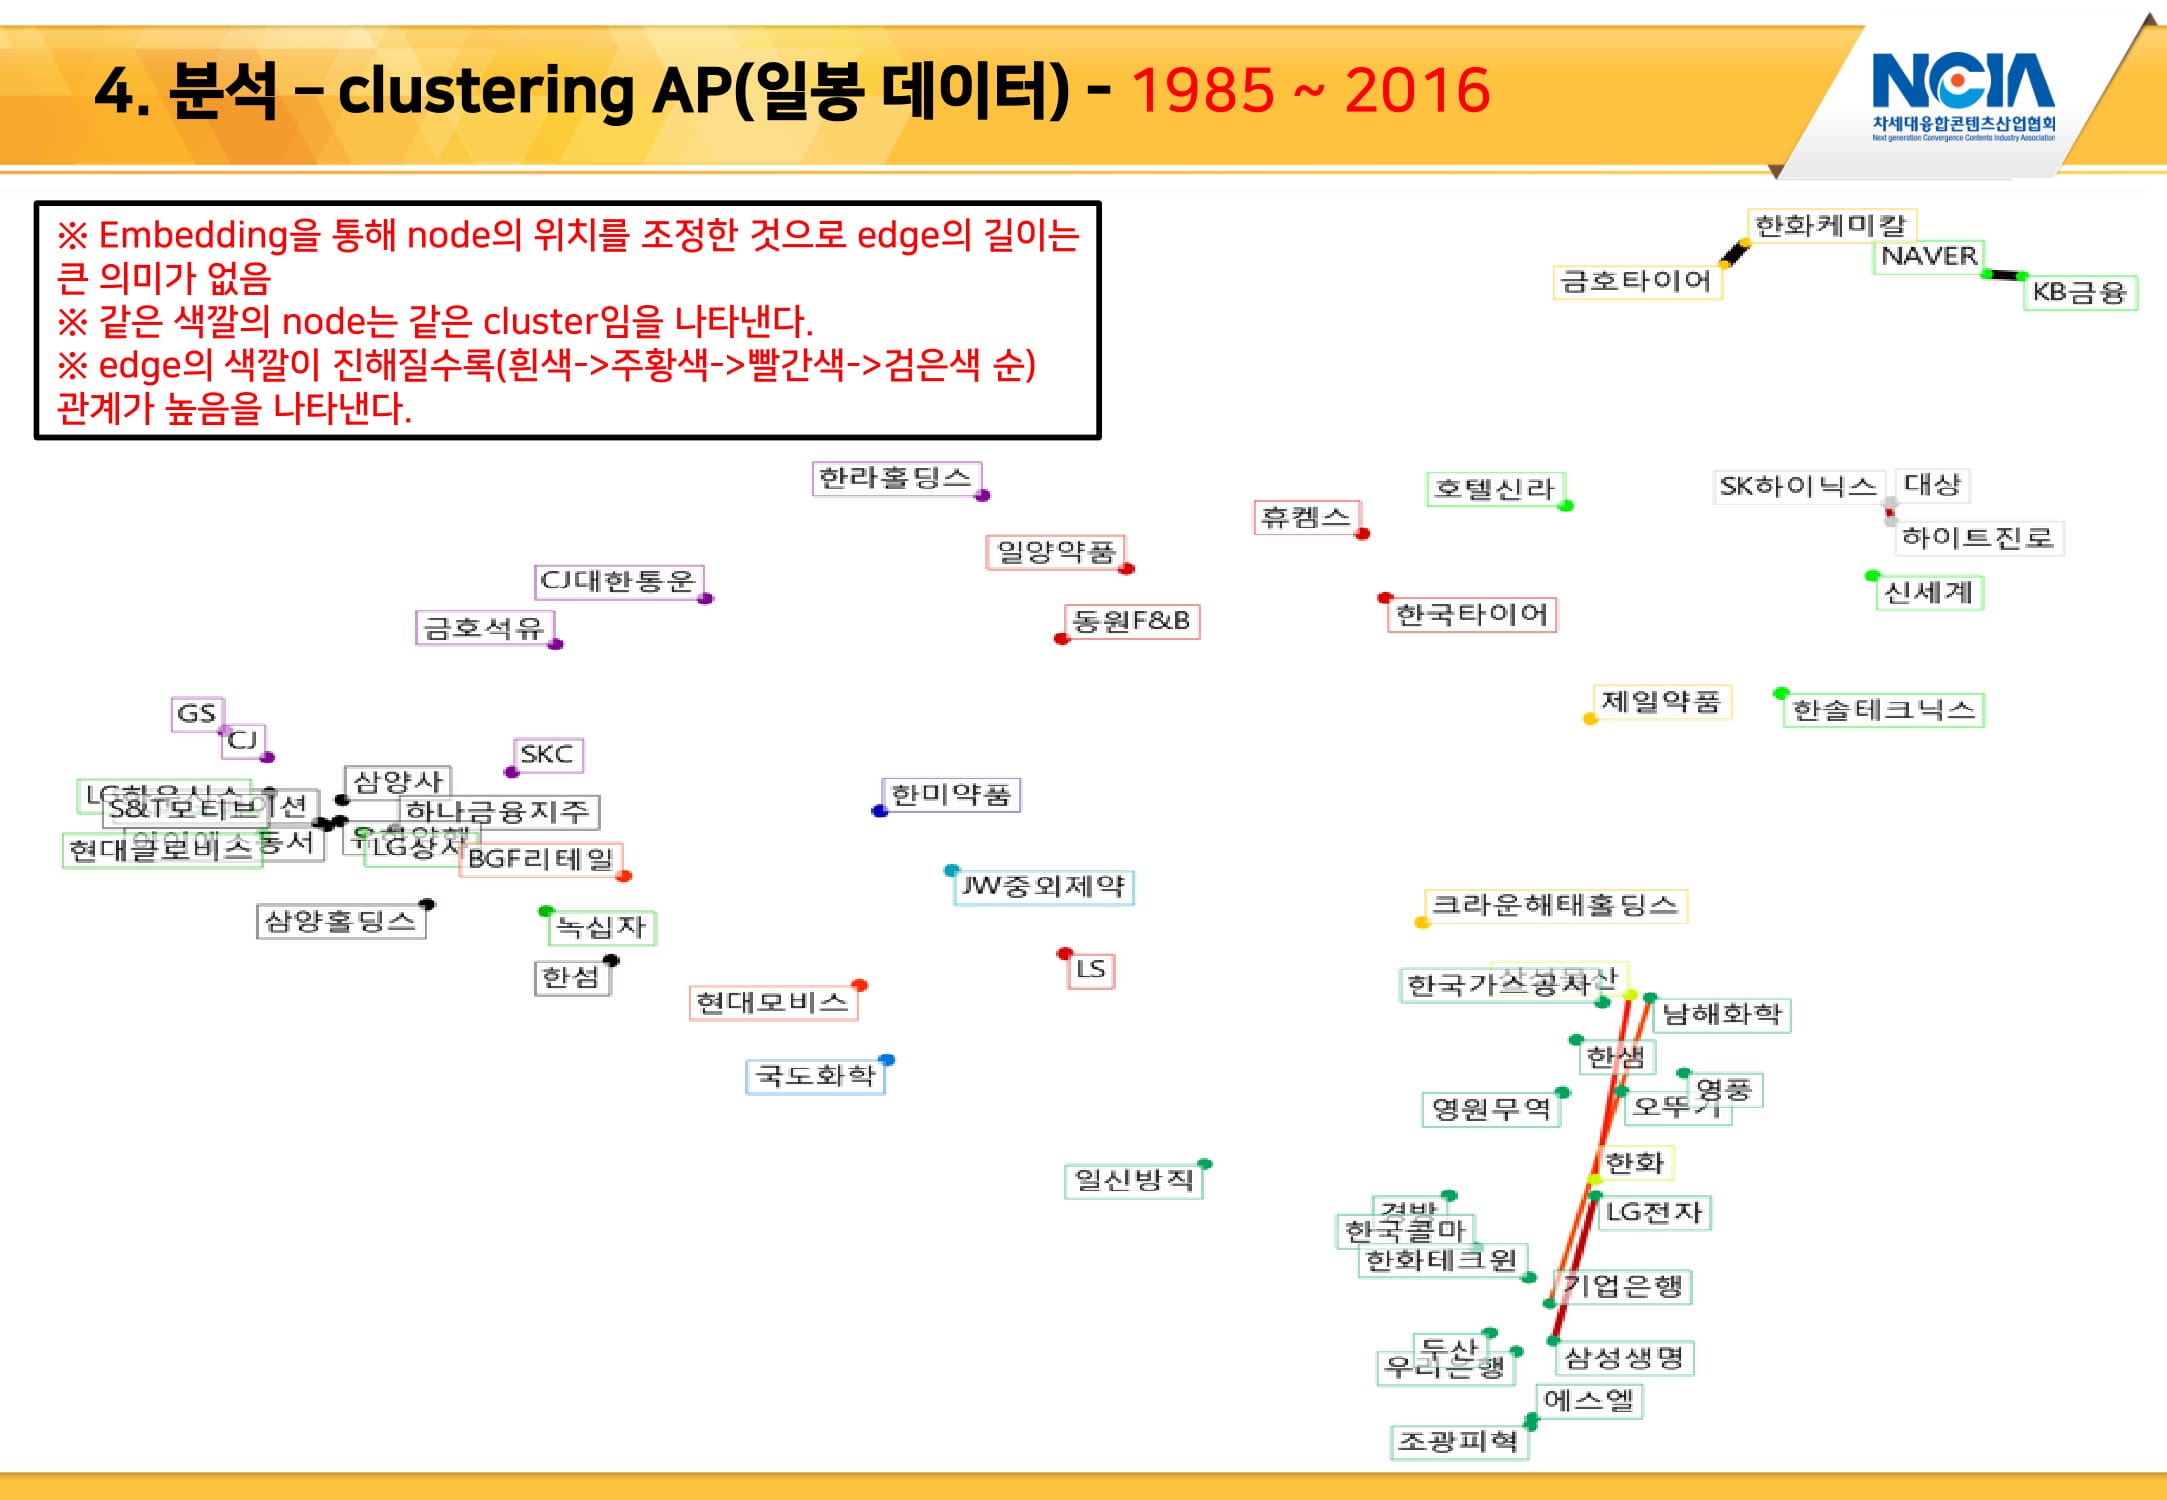 4. 분석 – clustering AP(일봉 데이터) - 1985 ~ 2016
NCIA
차세대융합콘텐츠산업협회
Next generation Convergence Contents Industry Association
※ Embedding을 통해 node의 위치를 조정한 것으로 edge의 길이는
큰 의미가 없음
※ 같은 색깔의 node는 같은 cluster임을 나타낸다.
※ edge의 색깔이 진해질수록(흰색->주황색->빨간색->검은색 순)
관계가 높음을 나타낸다.
한화케미칼
NAVER
금호타이어
KB금융
한라홀딩스
호텔신라
SK하이닉스
대상
휴켐스
하이트진로
일양약품
CJ대한통운
신세계
금호석유
동원F&B
한국타이어
GS
제일약품
한솔테크닉스
CJ
SKC
삼양사
한미약품
S&T모티브
하나금융지주
동서
현대글로비스
LG상사
BGF리테일
JW중외제약
삼양홀딩스
녹십자
크라운해태홀딩스
한섬
LS
한국가스공사
현대모비스
남해화학
한샘
국도화학
영풍
영원무역
오뚜기
한화
일신방직
경방
LG전자
한국콜마
한화테크윈
기업은행
두산
우리은행
삼성생명
에스엘
조광피혁